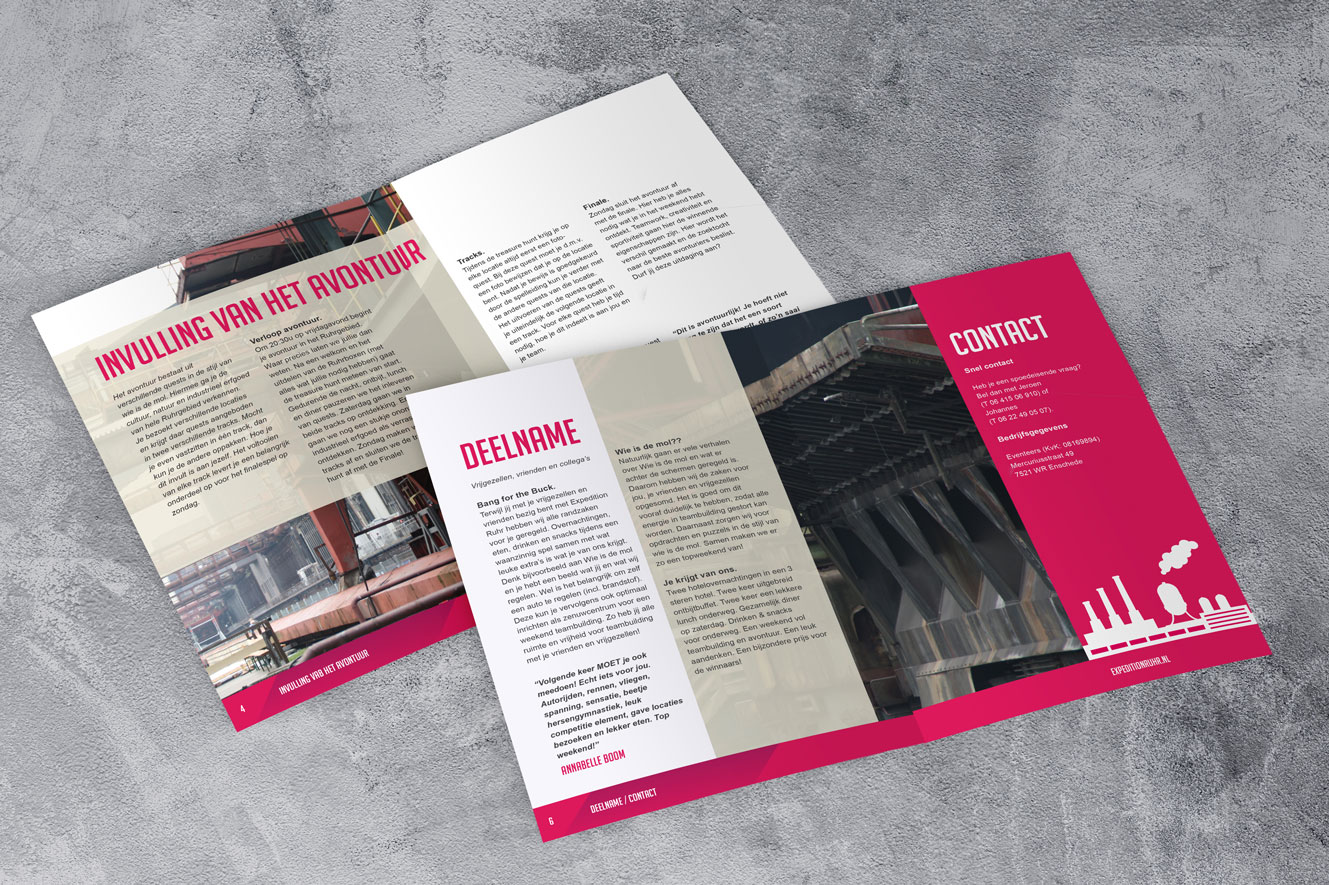 INVULLING VAN HET AVONTUUR
Het avontuur bestaat uit
verschillende quests in de stijl van
wie is de mol. Hiermee ga je de
cultuur, natuur en industrieel erfgoed
van hele Ruhrgebied verkennen.
Je bezoekt verschillende locaties
en krijgt daar quests aangeboden
in twee verschillende tracks. Mocht
je even vastzitten in één track, dan
kun je de andere oppakken. Hoe je
dit invult is aan jezelf. Het voltooien
van elke track levert je een belangrijk
onderdeel op voor het finalespel op
zondag.
Verloop avontuur.
Om 20:30u op vrijdagavond begint
je avontuur in het Ruhrgebied.
Waar precies laten we jullie dan
weten. Na een welkom en het
uitdelen van de Ruhrboxen (met
alles wat jullie nodig hebben) gaat
de treasure hunt meteen van start.
Gedurende de nacht, ontbijt, lunch
en diner pauzeren we het inleveren
van quests. Zaterdag gaan we in
beide tracks op ontdekking. E
gaan we nog een stukje onon
industrieel erfgoed als verras
ontdekken. Zondag maken
tracks af en sluiten we de tr
hunt af met de Finale!
4
INVULLING VAB HET AVONTUUR
Tracks.
Tijdens de treasure hunt krijg je op
elke locatie altijd eerst een foto-
quest. Bij deze quest moet je d.m.v.
een foto bewijzen dat je op de locatie
bent. Nadat je bewijs is goedgekeurd
door de spelleiding kun je verder met
de andere quests van die locatie.
Het uitvoeren van de quests geeft
je uiteindelijk de volgende locatie in
een track. Voor elke quest heb je tijd
nodig, hoe je dit indeelt is aan jou en
je team.
Finale.
Zondag sluit het avontuur af
met de finale. Hier heb je alles
nodig wat je in het weekend hebt
ontdekt. Teamwork, creativiteit en
sportiviteit gaan hier de winnende
eigenschappen zijn. Hier wordt het
verschil gemaakt en de zoektocht
naar de beste avonturiers beslist.
Durf jij deze uitdaging aan?
"Dit is avontuurlijk! Je hoeft niet
te zijn dat het een soort
of zo'n saai
DEELNAME
Vrijgezellen, vrienden en collega's
Bang for the Buck.
Terwijl jij met je vrijgezellen en
vrienden bezig bent met Expedition
Ruhr hebben wij alle randzaken
voor je geregeld. Overnachtingen,
eten, drinken en snacks tijdens een
waanzinnig spel samen met wat
leuke extra's is wat je van ons krijgt.
Denk bijvoorbeeld aan Wie is de mol
en je hebt een beeld wat jij en wat wij
regelen. Wel is het belangrijk om zelf
een auto te regelen (incl. brandstof).
Deze kun je vervolgens ook optimaal
inrichten als zenuwcentrum voor een
weekend teambuilding. Zo heb jij alle
ruimte en vrijheid voor teambuilding
met je vrienden en vrijgezellen!
"Volgende keer MOET je ook
meedoen! Echt iets voor jou.
Autorijden, rennen, vliegen,
spanning, sensatie, beetje
hersengymnastiek, leuk
competitie element, gave locaties
bezoeken en lekker eten. Top
weekend!"
ANNABELLE BOOM
Wie is de mol??
Natuurlijk gaan er vele verhalen
over Wie is de mol en wat er
achter de schermen geregeld is.
Daarom hebben wij de zaken voor
jou, je vrienden en vrijgezellen
opgesomd. Het is goed om dit
vooraf duidelijk te hebben, zodat alle
energie in teambuilding gestort kan
worden. Daarnaast zorgen wij voor
opdrachten en puzzels in de stijl van
wie is de mol. Samen maken we er
zo een topweekend van!
Je krijgt van ons.
Twee hotelovernachtingen in een 3
steren hotel. Twee keer uitgebreid
ontbijtbuffet. Twee keer een lekkere
lunch onderweg. Gezamelijk diner
op zaterdag. Drinken & snacks
voor onderweg. Een weekend vol
teambuilding en avontuur. Een leuk
aandenken. Een bijzondere prijs voor
de winnaars!
6
DEELNAME / CONTACT
CONTACT
Snel contact
Heb je een spoedeisende vraag?
Bel dan met Jeroen
(T 06 415 06 910) of
Johannes
(T 06 22 49 05 07).
Bedrijfsgegevens
Eventeers (KvK: 08169894)
Mercuriusstraat 49
7521 WR Enschede
EXPEDITIONRUHR.NL